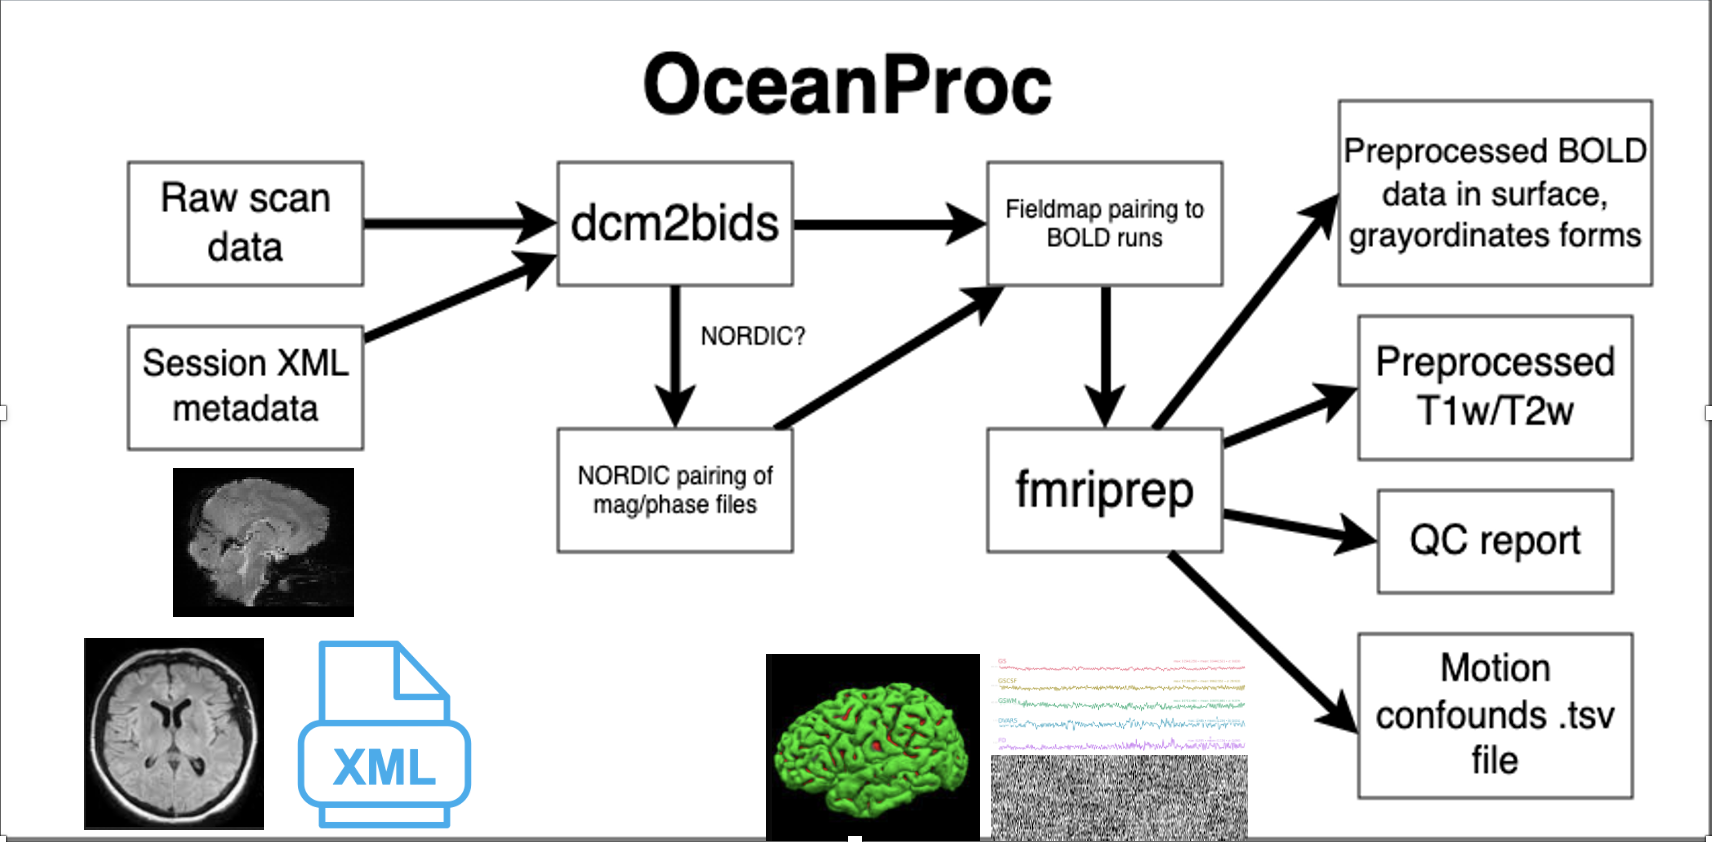 OceanProc
Raw scan
data
Session XML
metadata
dcm2bids
NORDIC?
NORDIC pairing of
mag/phase files
Fieldmap pairing to
BOLD runs
fmriprep
Preprocessed BOLD
data in surface,
grayordinates forms
Preprocessed
T1w/T2w
QC report
Motion
confounds .tsv
file
XML
GS
GSCSF
GSWM
DVARS
FD